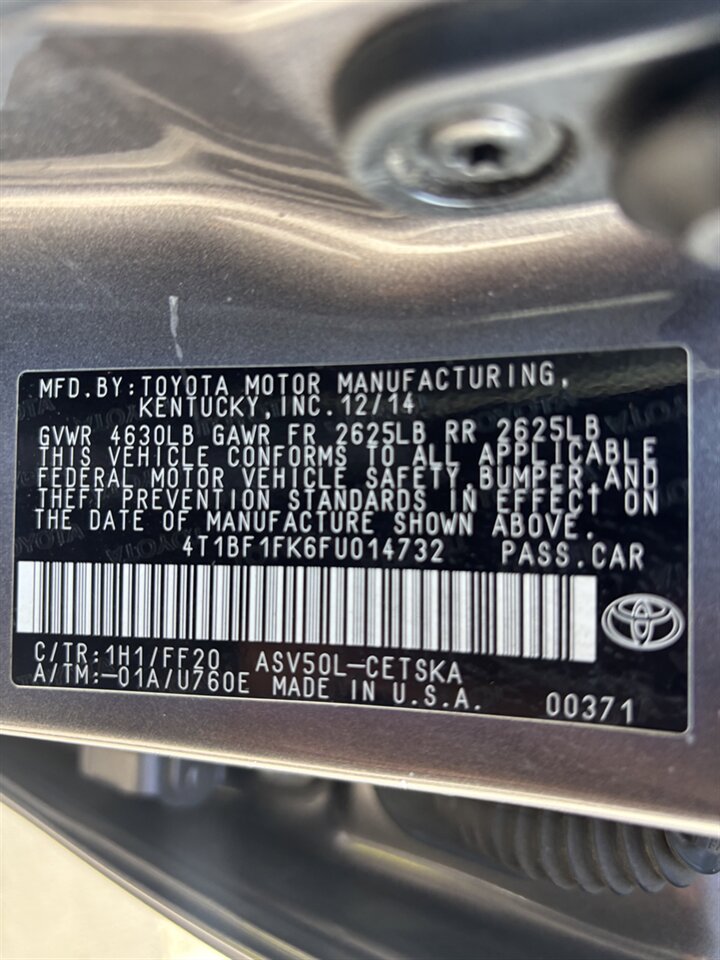 MFD.BY:TOYOTA MOTOR MANUFACTURING,
KENTUCKY, INC.12/14
GVWR 4630LB GAWR FR 2625LB RR 2625LB
THIS VEHICLE CONFORMS TO ALL APPLICABLE
FEDERAL MOTOR VEHICLE SAFETY,BUMPER,AND
THEFT PREVENTION STANDARDS IN EFFECT ON
THE DATE OF MANUFACTURE SHOWN ABOVE.
4T1BF1FK6FU014732 PASS.CAR
C/TR:1H1/FF20 ASV50L-CETSKA
A/TM:-01A/U760E MADE IN U.S.A. 00371